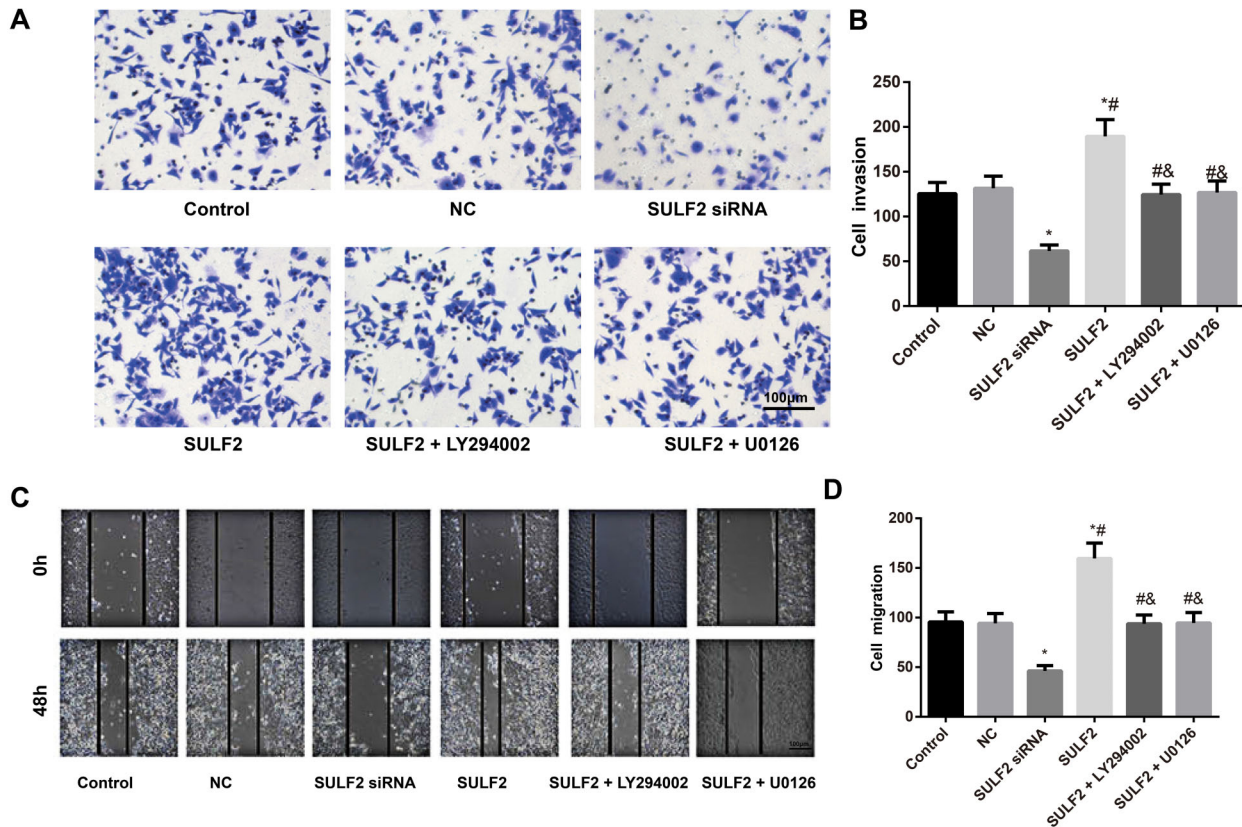 A
Control
NC
SULF2 siRNA
SULF2
SULF2 + LY294002
SULF2 + U0126
100μm
B
Cell invasion
250
200
150
100
50
0
*
*#
#&
#&
Control
NC
SULF2 siRNA
SULF2
SULF2 + LY294002
SULF2 + U0126
C
0h
48h
100μm
Control
NC
SULF2 siRNA
SULF2
SULF2 + LY294002
SULF2 + U0126
D
Cell migration
200
150
100
50
0
*
*#
#&
#&
Control
NC
SULF2 siRNA
SULF2
SULF2 + LY294002
SULF2 + U0126